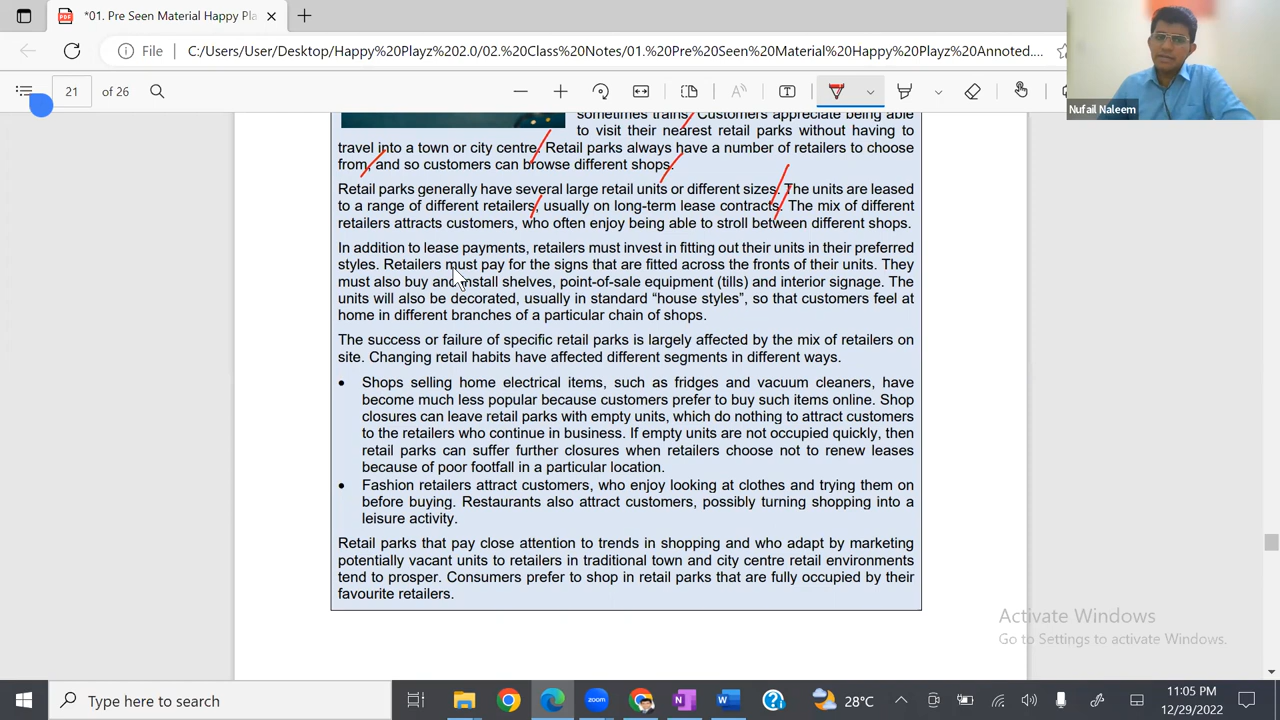 *01. Pre Seen Material Happy Pla
File
C:/Users/User/Desktop/Happy%20Playz%202.0/02.%20Class%20Notes/01.%20Pre%20Seen%20Material%20Happy%20Playz%20Annoted....
21 of 26
Nufail Naleem
sometimes trams. Customers appreciate being able
to visit their nearest retail parks without having to
travel into a town or city centre. Retail parks always have a number of retailers to choose
from, and so customers can browse different shops.
Retail parks generally have several large retail units or different sizes. The units are leased
to a range of different retailers, usually on long-term lease contracts. The mix of different
retailers attracts customers, who often enjoy being able to stroll between different shops.
In addition to lease payments, retailers must invest in fitting out their units in their preferred
styles. Retailers must pay for the signs that are fitted across the fronts of their units. They
must also buy and install shelves, point-of-sale equipment (tills) and interior signage. The
units will also be decorated, usually in standard “house styles”, so that customers feel at
home in different branches of a particular chain of shops.
The success or failure of specific retail parks is largely affected by the mix of retailers on
site. Changing retail habits have affected different segments in different ways.
• Shops selling home electrical items, such as fridges and vacuum cleaners, have
become much less popular because customers prefer to buy such items online. Shop
closures can leave retail parks with empty units, which do nothing to attract customers
to the retailers who continue in business. If empty units are not occupied quickly, then
retail parks can suffer further closures when retailers choose not to renew leases
because of poor footfall in a particular location.
• Fashion retailers attract customers, who enjoy looking at clothes and trying them on
before buying. Restaurants also attract customers, possibly turning shopping into a
leisure activity.
Retail parks that pay close attention to trends in shopping and who adapt by marketing
potentially vacant units to retailers in traditional town and city centre retail environments
tend to prosper. Consumers prefer to shop in retail parks that are fully occupied by their
favourite retailers.
Activate Windows
Go to Settings to activate Windows.
Type here to search
28°C
11:05 PM
12/29/2022